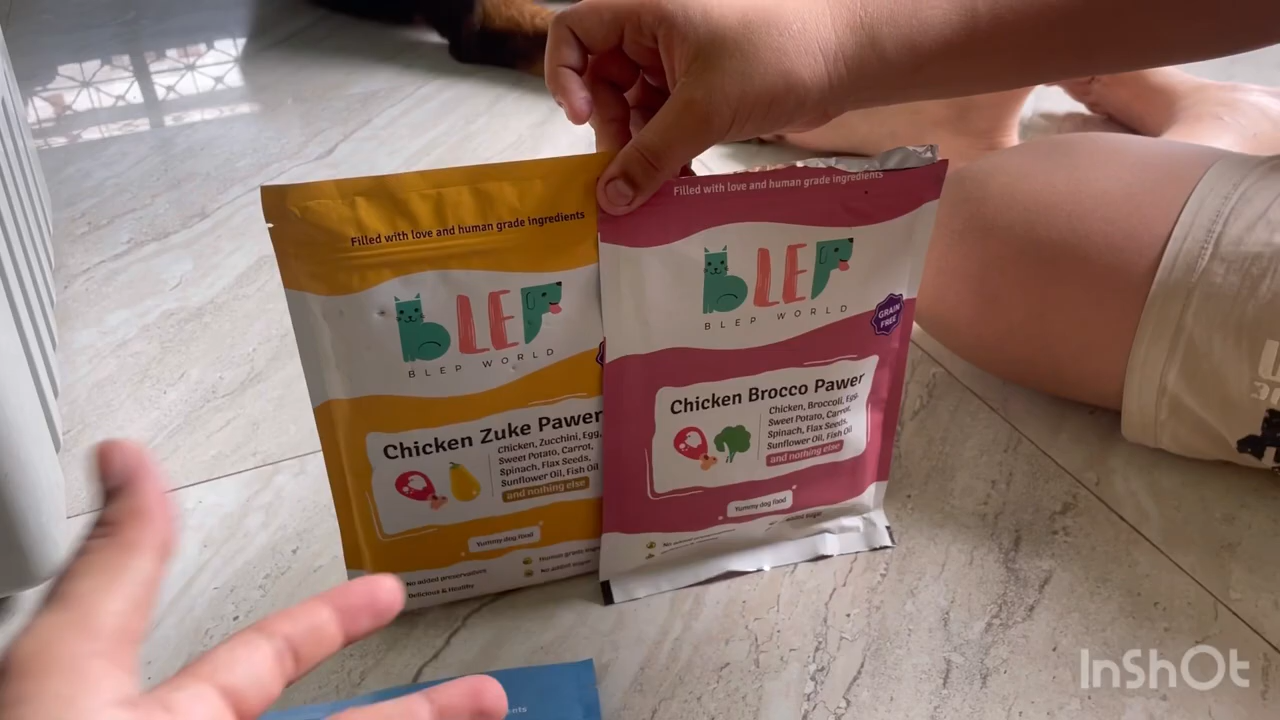 Filled with love and human grade ingredients
BLEP
BLEP WORLD
Chicken Zuke Pawer
Chicken, Zucchini, Egg,
Sweet Potato, Carrot,
Spinach, Flax Seeds,
Sunflower Oil, Fish Oil
and nothing else
Yummy dog food
No added preservatives
Delicious & Healthy
Human grade
No added
Filled with love and human grade ingredients
BLEP
BLEP WORLD
GRAIN
FREE
Chicken Brocco Pawer
Chicken, Broccoli, Egg,
Sweet Potato, Carrot,
Spinach, Flax Seeds,
Sunflower Oil, Fish Oil
and nothing else
Yummy dog food
InShOt